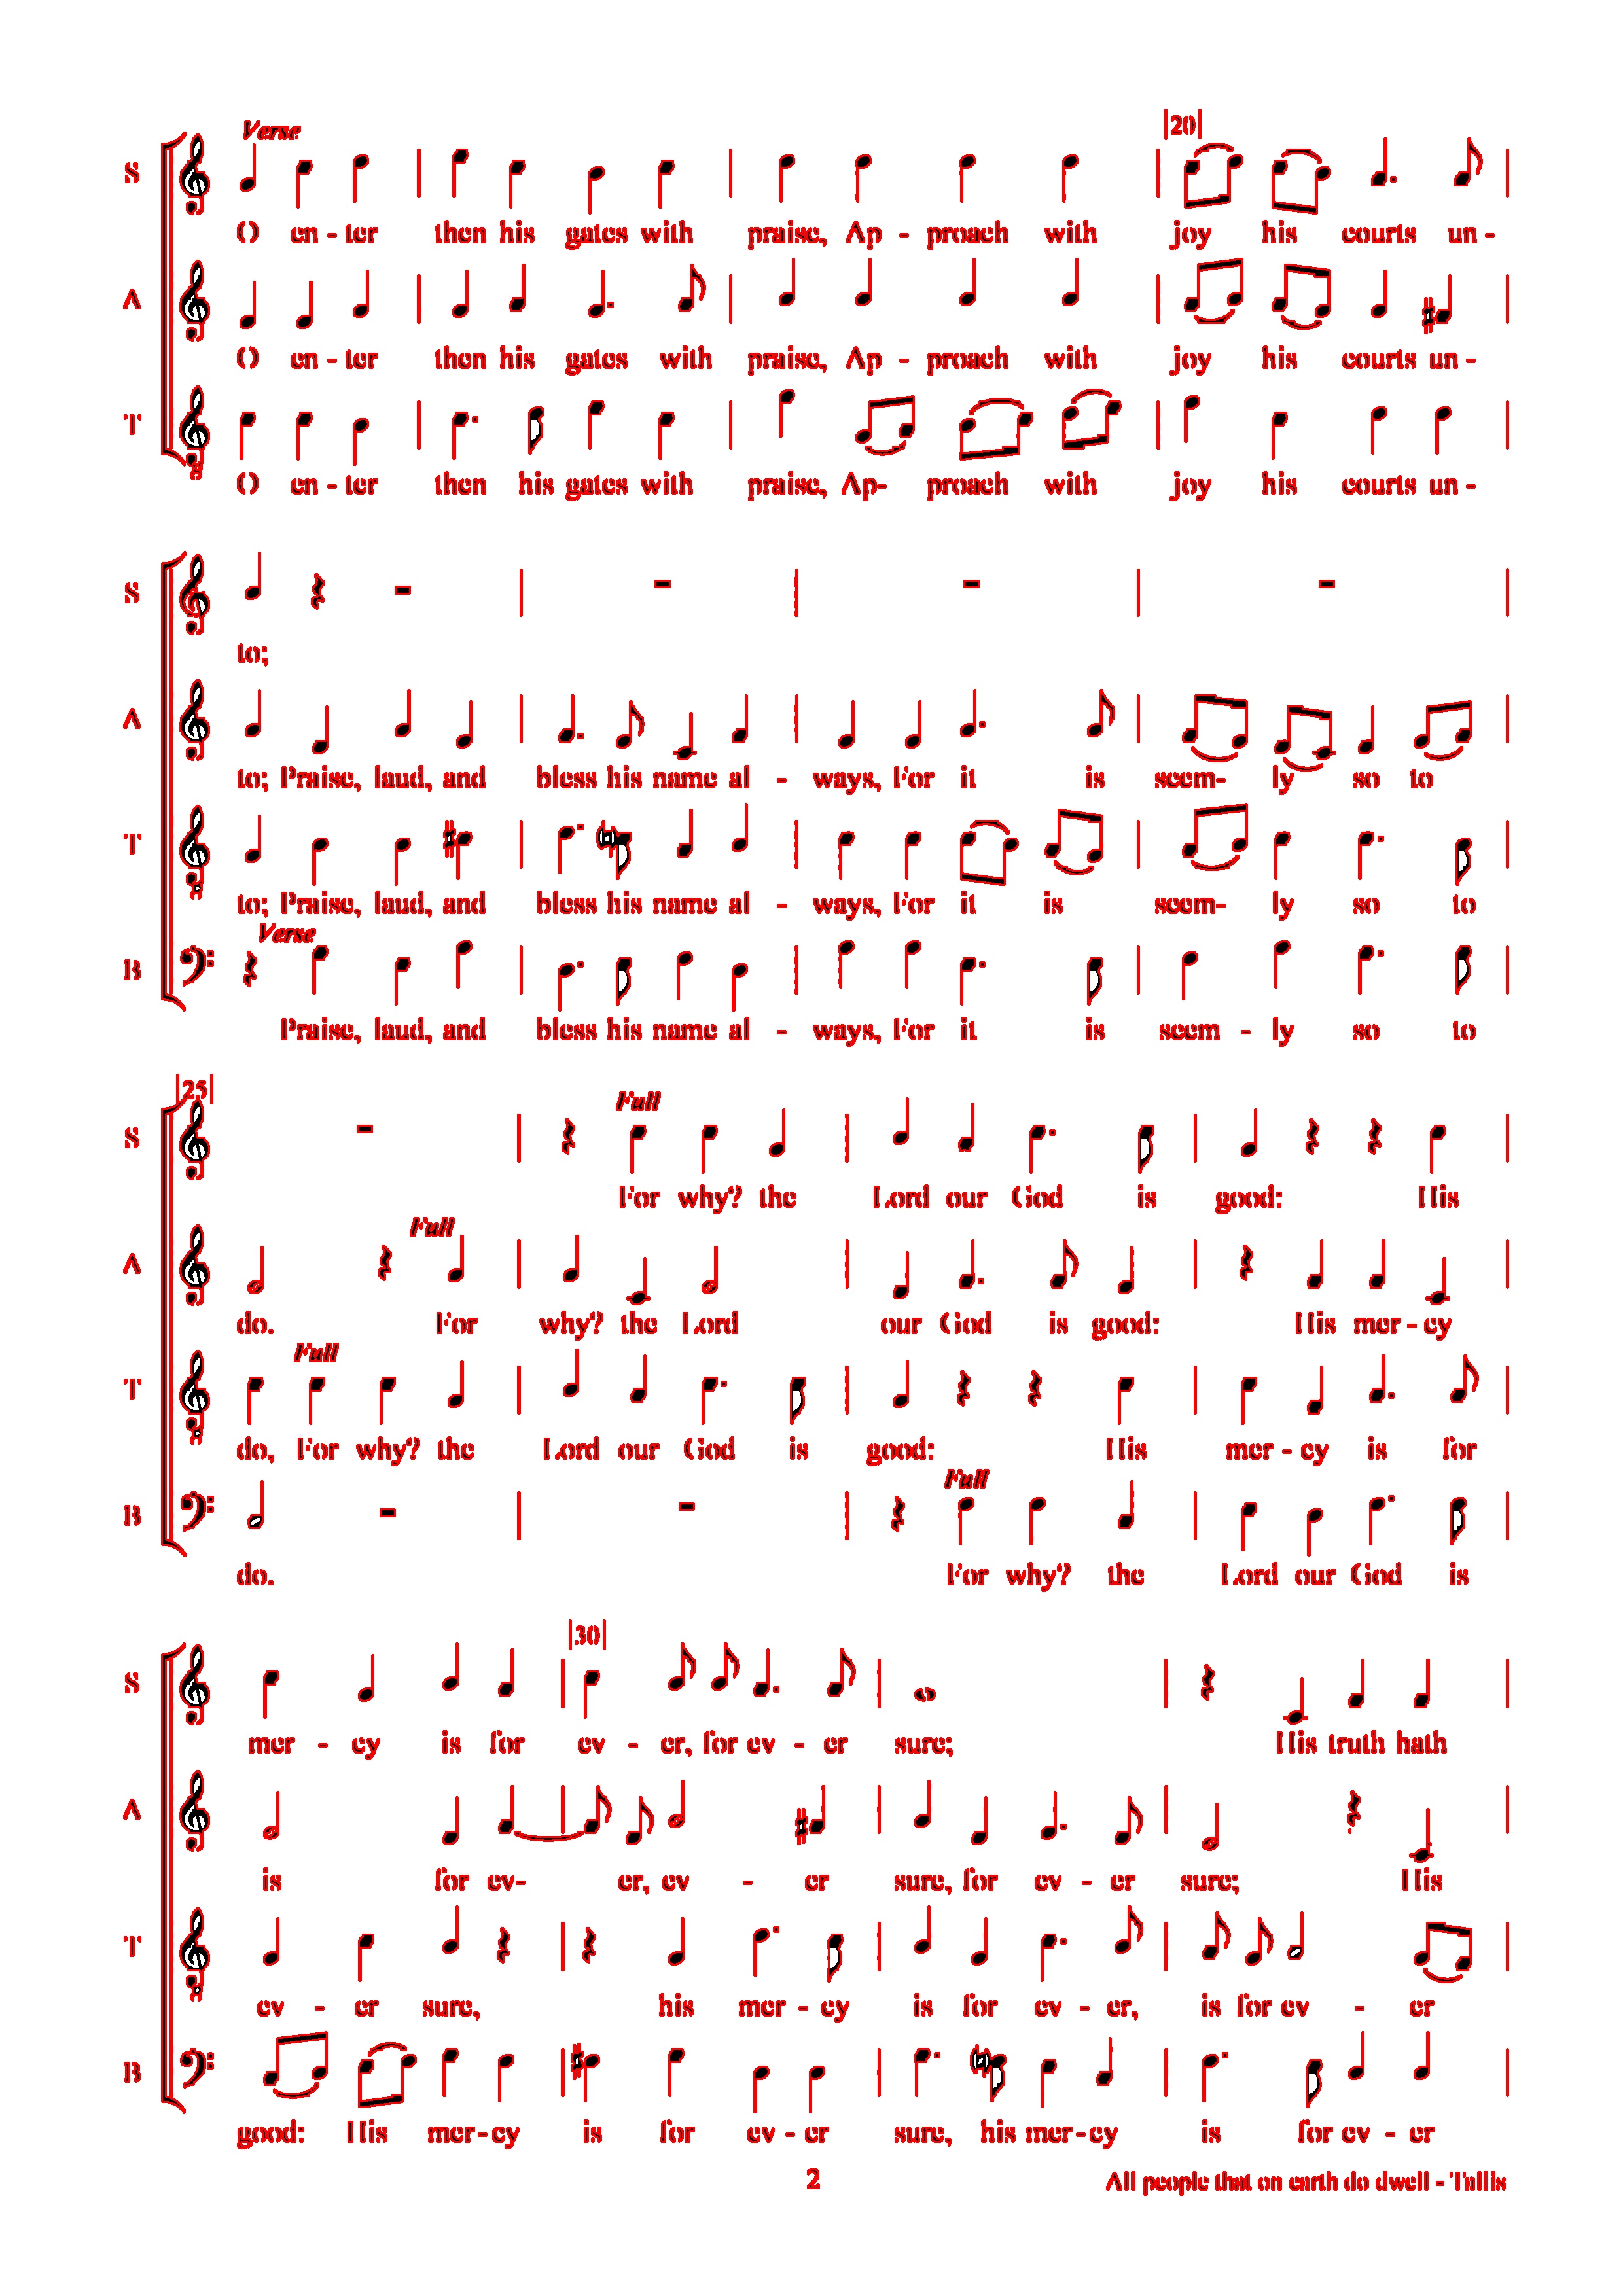 Verse
|20|
S
O en - ter then his gates with praise, Ap - proach with joy his courts un -
A
O en - ter then his gates with praise, Ap - proach with joy his courts un -
T
8
O en - ter then his gates with praise, Ap- proach with joy his courts un -
S
to;
A
to; Praise, laud, and bless his name al - ways, For it is seem- ly so to
T
8
to; Praise, laud, and bless his name al - ways, For it is seem- ly so to
Verse
B
Praise, laud, and bless his name al - ways, For it is seem - ly so to
|25|
Full
S
For why? the Lord our God is good: His
Full
A
do. For why? the Lord our God is good: His mer - cy
Full
T
8
do, For why? the Lord our God is good: His mer - cy is for
Full
B
do. For why? the Lord our God is
|30|
S
mer - cy is for ev - er, for ev - er sure; His truth hath
A
is for ev- er, ev - er sure, for ev - er sure; His
T
8
ev - er sure, his mer - cy is for ev - er, is for ev - er
B
good: His mer-cy is for ev - er sure, his mer-cy is for ev - er
2
All people that on earth do dwell - Tallis